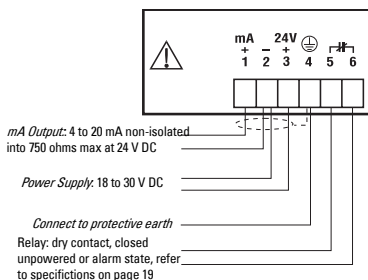 mA 24V
+ – +
1 2 3 4 5 6
mA Output:: 4 to 20 mA non-isolated
into 750 ohms max at 24 V DC
Power Supply: 18 to 30 V DC
Connect to protective earth
Relay: dry contact, closed
unpowered or alarm state, refer
to specifictions on page 19